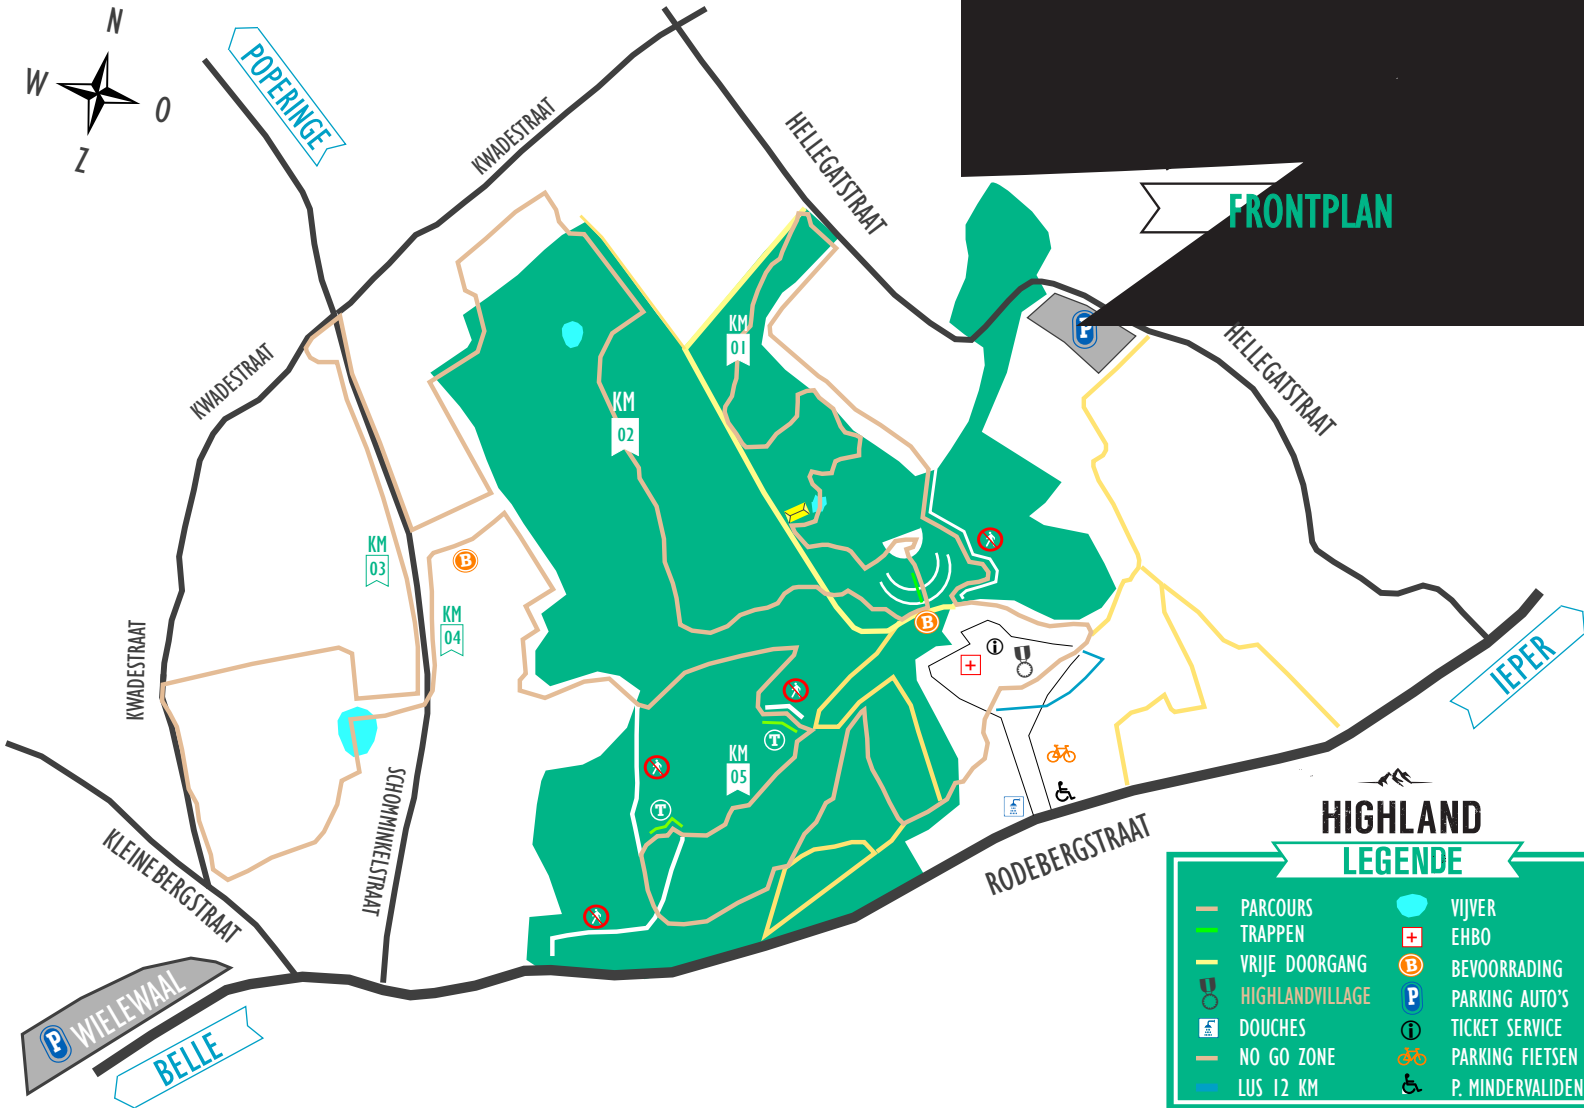 N
W
O
Z
POPERINGE
KWADESTRAAT
HELLEGATSTRAAT
FRONTPLAN
P
HELLEGATSTRAAT
KM
01
KWADESTRAAT
KM
02
KM
03
B
KM
04
B
i
KWADESTRAAT
IEPER
T
KM
05
T
SCHOMMINKELSTRAAT
KLEINEBERGSTRAAT
RODEBERGSTRAAT
P WIELEWAAL
BELLE
HIGHLAND
LEGENDE
PARCOURS
TRAPPEN
VRIJE DOORGANG
HIGHLANDVILLAGE
DOUCHES
NO GO ZONE
LUS 12 KM
VIJVER
EHBO
B BEVOORRADING
P PARKING AUTO'S
i TICKET SERVICE
PARKING FIETSEN
P. MINDERVALIDEN